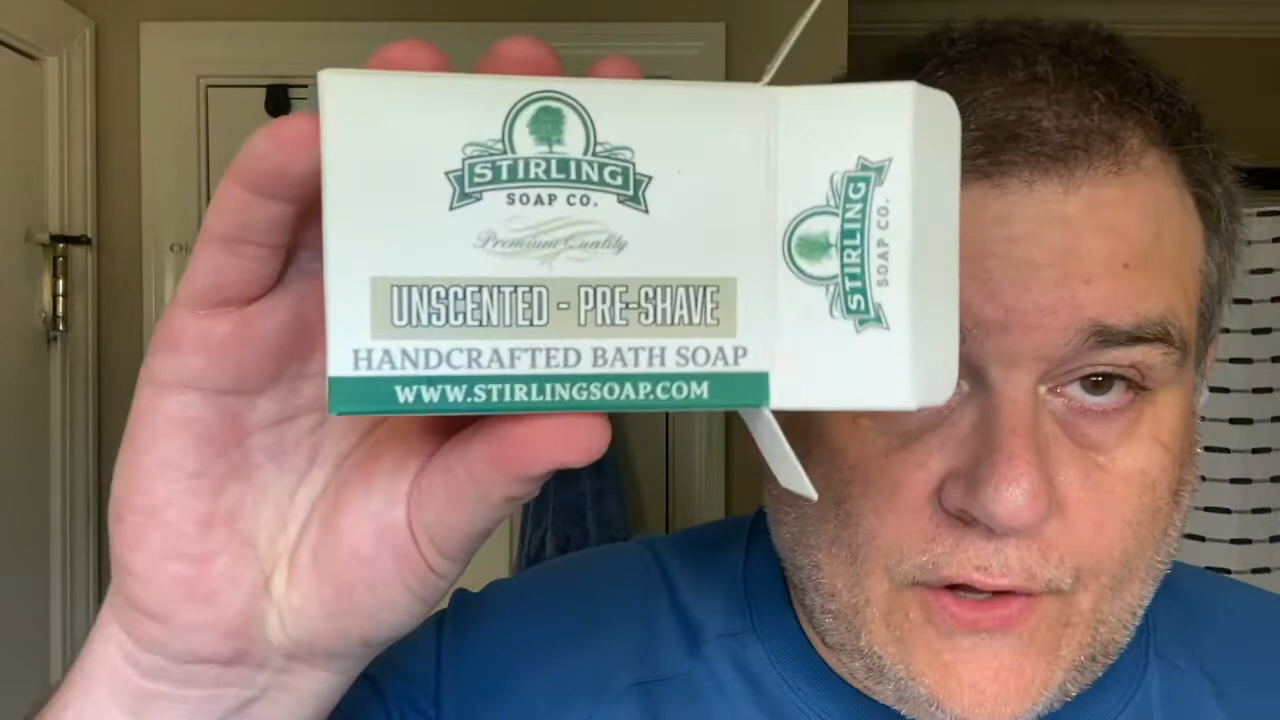 STIRLING
SOAP CO.
Premium Quality
UNSCENTED - PRE-SHAVE
HANDCRAFTED BATH SOAP
WWW.STIRLINGSOAP.COM
STIRLING
SOAP CO.